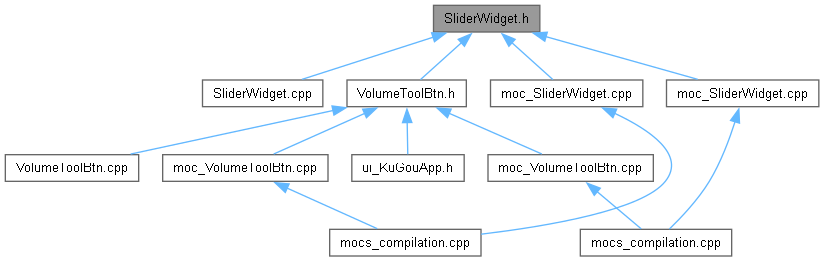 SliderWidget.h
SliderWidget.cpp
VolumeToolBtn.h
moc_SliderWidget.cpp
moc_SliderWidget.cpp
VolumeToolBtn.cpp
moc_VolumeToolBtn.cpp
ui_KuGouApp.h
moc_VolumeToolBtn.cpp
mocs_compilation.cpp
mocs_compilation.cpp